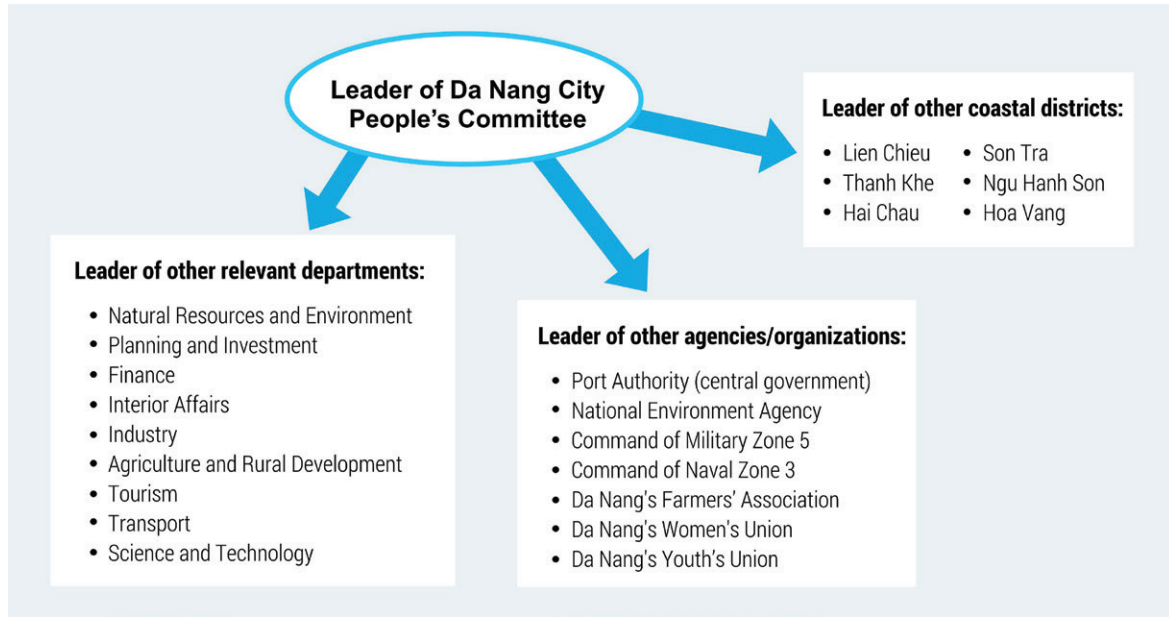 Leader of Da Nang City
People's Committee
Leader of other coastal districts:
• Lien Chieu
• Thanh Khe
• Hai Chau
• Son Tra
• Ngu Hanh Son
• Hoa Vang
Leader of other relevant departments:
• Natural Resources and Environment
• Planning and Investment
• Finance
• Interior Affairs
• Industry
• Agriculture and Rural Development
• Tourism
• Transport
• Science and Technology
Leader of other agencies/organizations:
• Port Authority (central government)
• National Environment Agency
• Command of Military Zone 5
• Command of Naval Zone 3
• Da Nang's Farmers' Association
• Da Nang's Women's Union
• Da Nang's Youth's Union